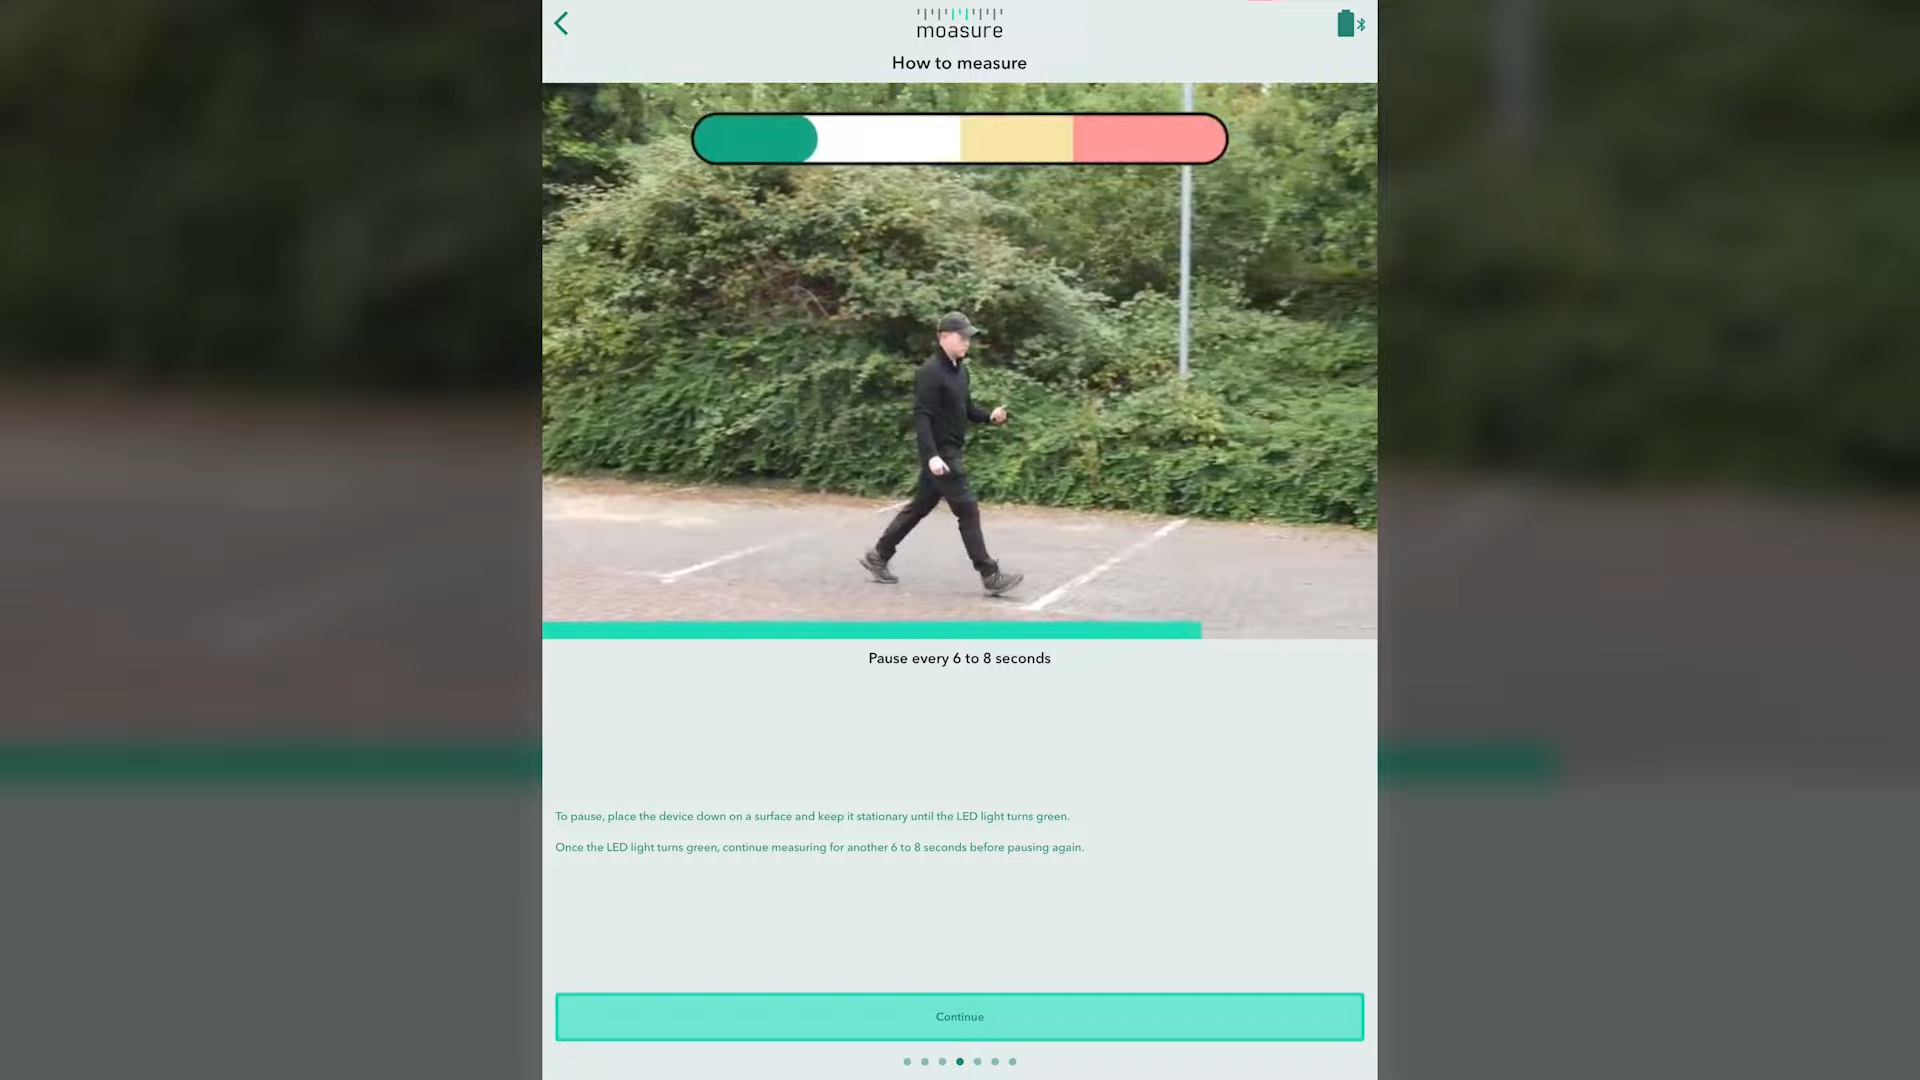 moasure
How to measure
Pause every 6 to 8 seconds
To pause, place the device down on a surface and keep it stationary until the LED light turns green.
Once the LED light turns green, continue measuring for another 6 to 8 seconds before pausing again.
Continue